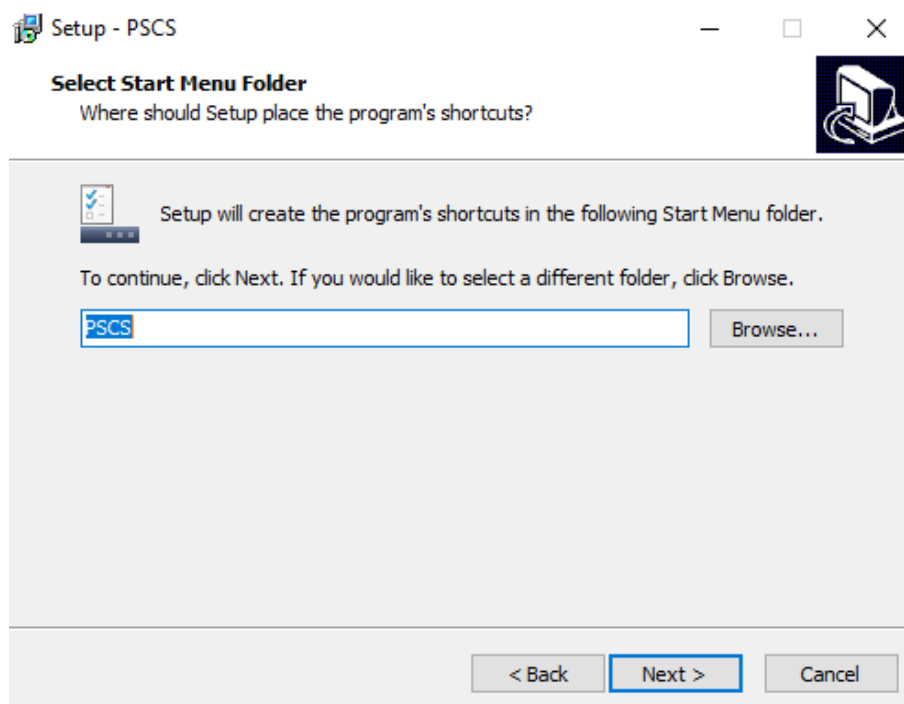 Setup - PSCS
Select Start Menu Folder
Where should Setup place the program's shortcuts?
Setup will create the program's shortcuts in the following Start Menu folder.
To continue, click Next. If you would like to select a different folder, click Browse.
PSCS
Browse...
< Back
Next >
Cancel